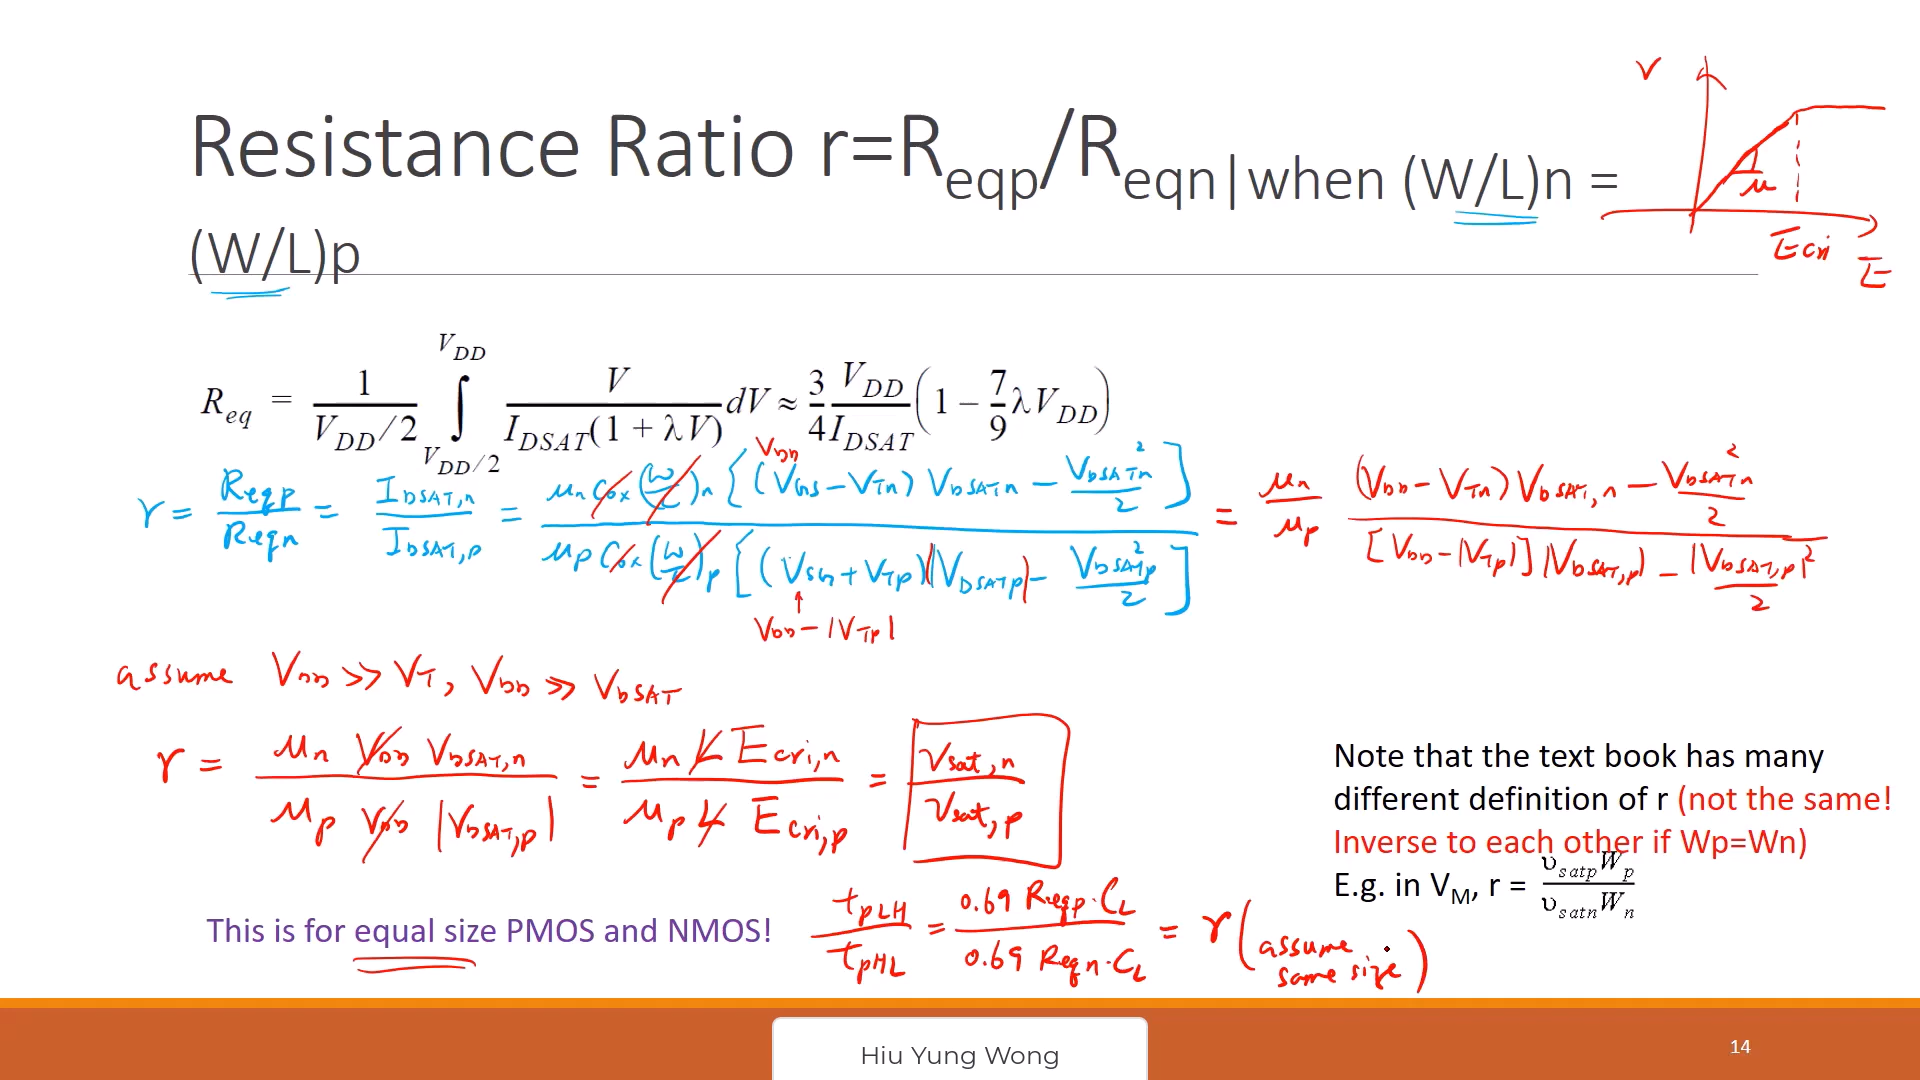 Resistance Ratio r=Reqp/Reqn|when (W/L)n =
(W/L)p
v
μ
Ecri
E
Req = 1/(VDD/2) ∫_{VDD/2}^{VDD} V/(IDSAT(1 + λV)) dV ≈ 3/4 VDD/IDSAT (1 − 7/9 λVDD)
VDD
r = Reqp/Reqn = IDSAT,n/IDSAT,p = μn Cox (W/L)n [(VGS − VTn) VDSATn − VDSATn²/2] / μp Cox (W/L)p [(VSG + VTp)|VDSATp| − VDSATp²/2] = μn/μp ((VDD − VTn) VDSAT,n − VDSATn²/2) / ([VDD − |VTp|] |VDSAT,p| − |VDSAT,p|²/2)
↑
VDD − |VTp|
assume VDD >> VT, VDD >> VDSAT
r = μn VDD VDSAT,n / μp VDD |VDSAT,p| = μn L Ecri,n / μp L Ecri,p = vsat,n / vsat,p
Note that the text book has many
different definition of r (not the same!
Inverse to each other if Wp=Wn)
E.g. in VM, r = υsatpWp / υsatnWn
This is for equal size PMOS and NMOS!
tpLH/tpHL = 0.69 Reqp·CL / 0.69 Reqn·CL = r (assume
same size)
Hiu Yung Wong
14